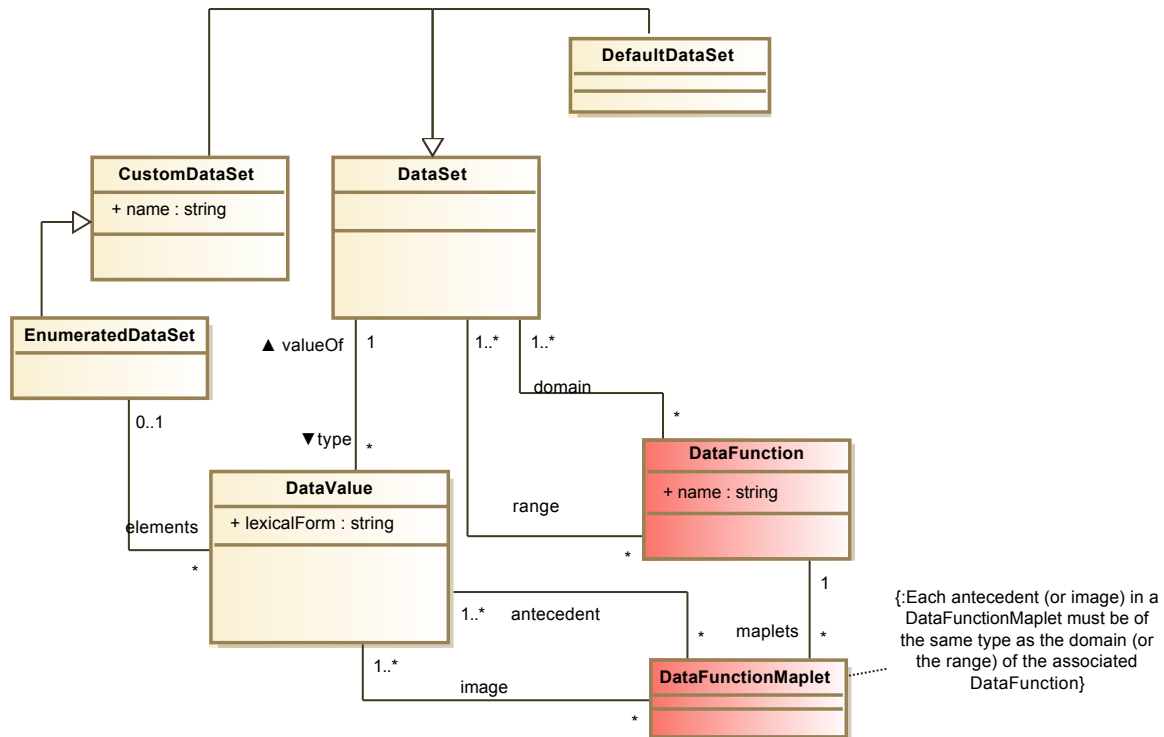 DefaultDataSet
CustomDataSet
+ name : string
DataSet
EnumeratedDataSet
▲ valueOf
1
1..*
1..*
domain
*
0..1
▼type
*
DataFunction
+ name : string
DataValue
+ lexicalForm : string
range
elements
*
*
1
{:Each antecedent (or image) in a
DataFunctionMaplet must be of
the same type as the domain (or
the range) of the associated
DataFunction}
1..*
antecedent
*
maplets
*
1..*
image
*
DataFunctionMaplet